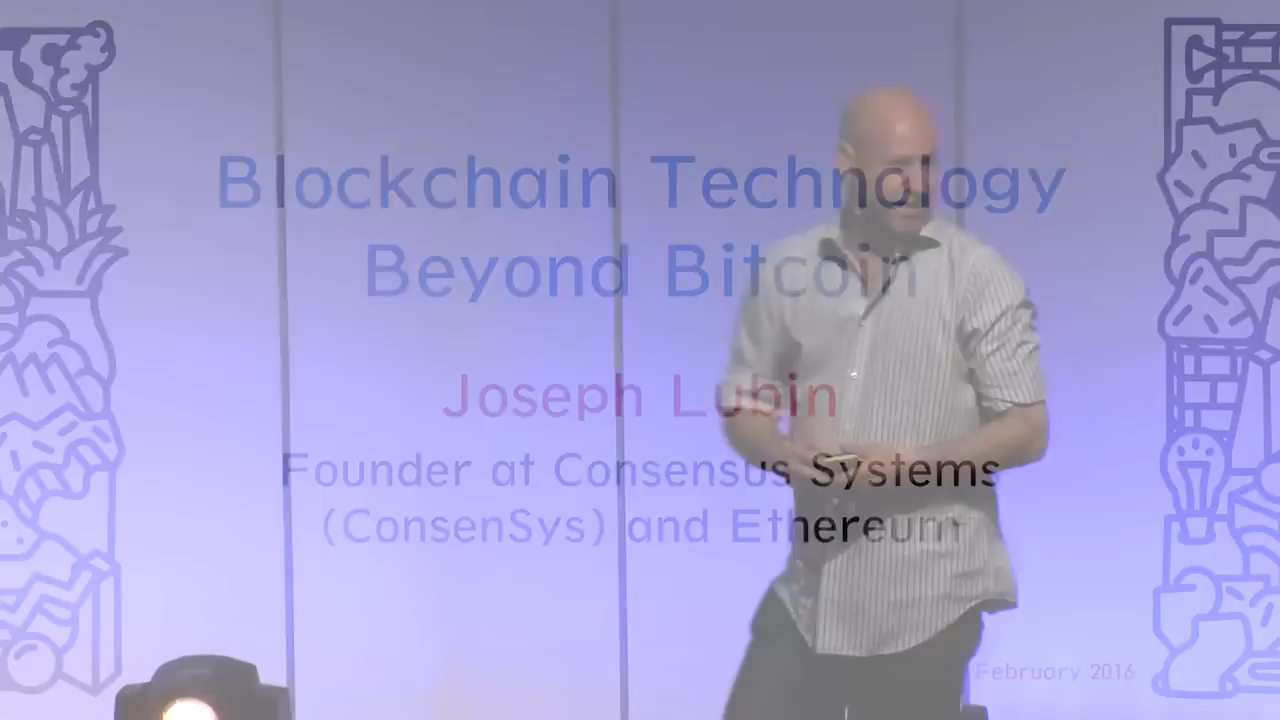 Blockchain Technology
Beyond Bitcoin
Joseph Lubin
Founder at Consensus Systems
(ConsenSys) and Ethereum
February 2016